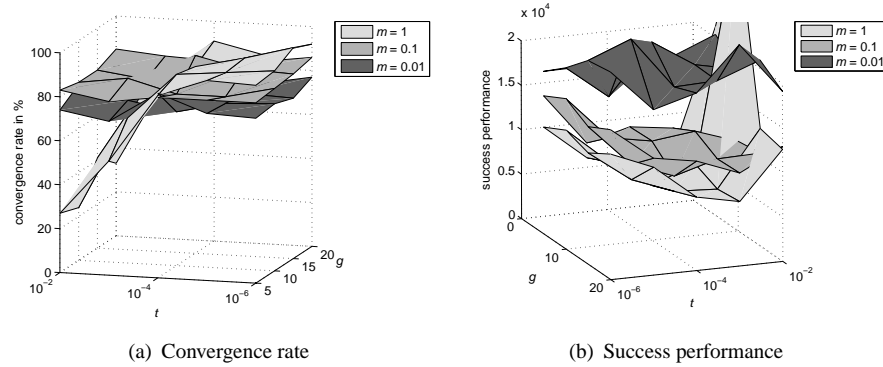 m = 1
m = 0.1
m = 0.01
100
80
60
40
20
0
convergence rate in %
10−2
10−4
10−6
t
5
10
15
20
g
(a) Convergence rate
x 10^4
m = 1
m = 0.1
m = 0.01
2
1.5
1
0.5
0
success performance
0
10
20
g
10−6
10−4
10−2
t
(b) Success performance